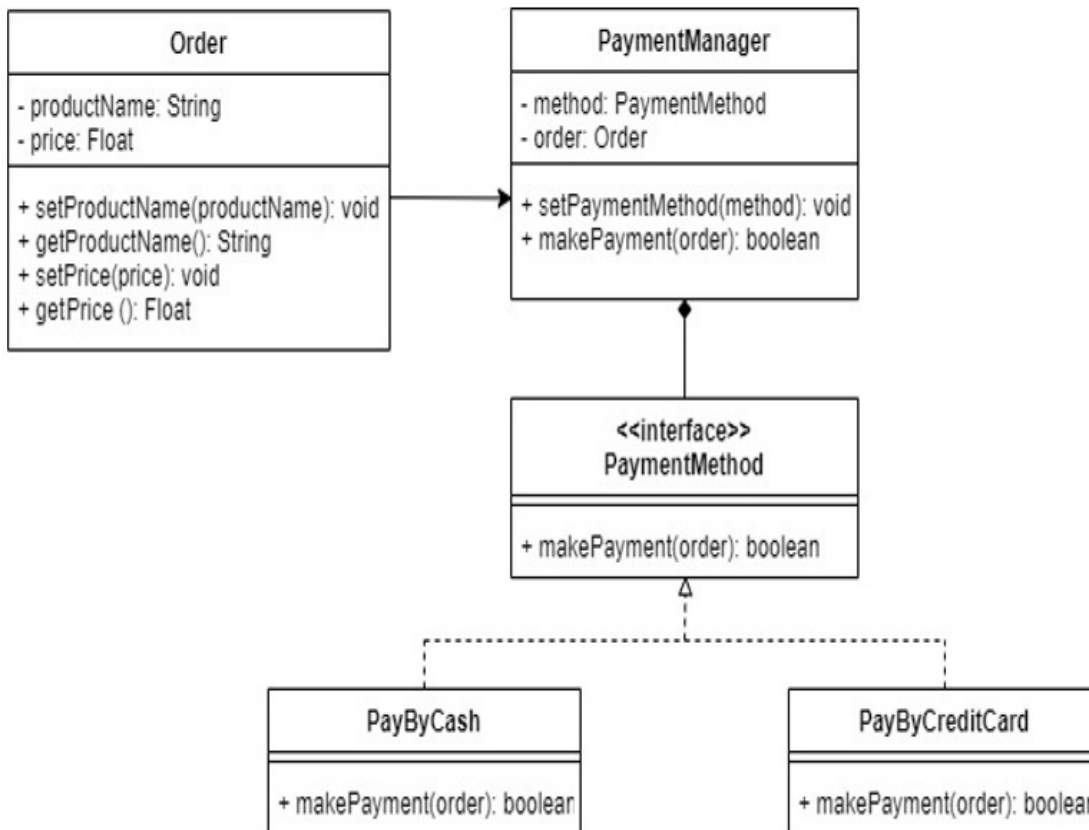 Order
- productName: String
- price: Float
+ setProductName(productName): void
+ getProductName(): String
+ setPrice(price): void
+ getPrice (): Float
PaymentManager
- method: PaymentMethod
- order: Order
+ setPaymentMethod(method): void
+ makePayment(order): boolean
<<interface>>
PaymentMethod
+ makePayment(order): boolean
PayByCash
+ makePayment(order): boolean
PayByCreditCard
+ makePayment(order): boolean